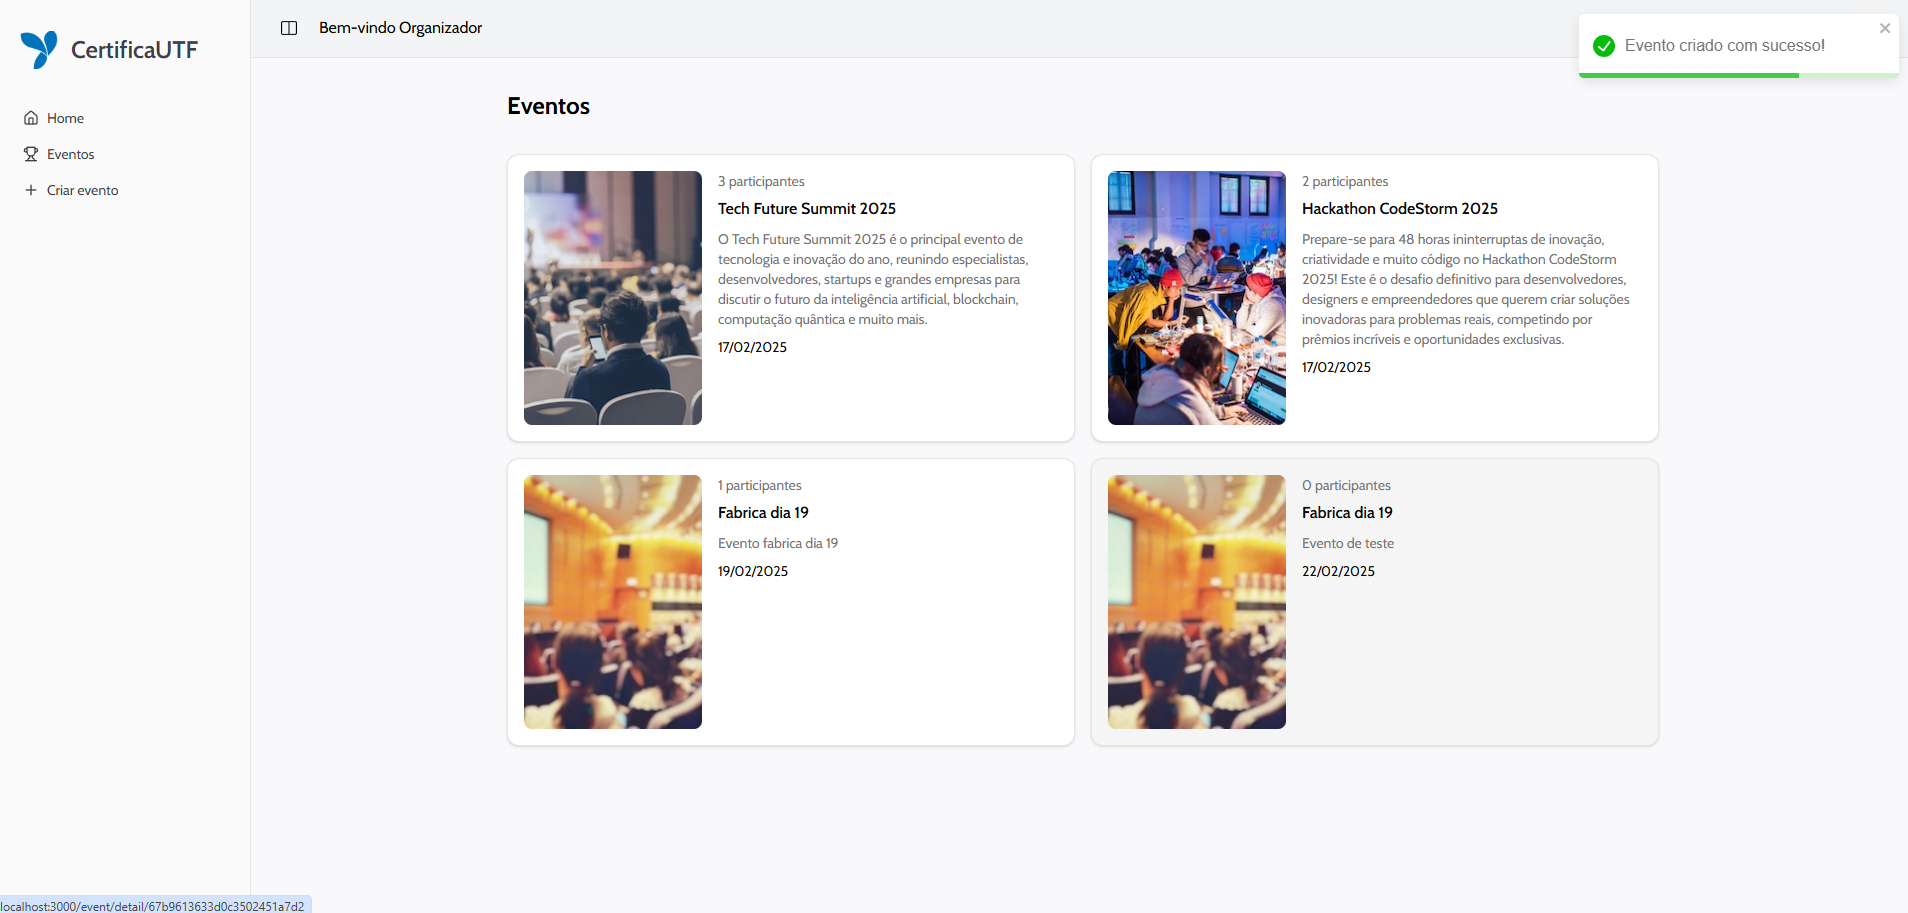 CertificaUTF
Home
Eventos
Criar evento
Bem-vindo Organizador
Evento criado com sucesso!
Eventos
3 participantes
Tech Future Summit 2025
O Tech Future Summit 2025 é o principal evento de
tecnologia e inovação do ano, reunindo especialistas,
desenvolvedores, startups e grandes empresas para
discutir o futuro da inteligência artificial, blockchain,
computação quântica e muito mais.
17/02/2025
2 participantes
Hackathon CodeStorm 2025
Prepare-se para 48 horas ininterruptas de inovação,
criatividade e muito código no Hackathon CodeStorm
2025! Este é o desafio definitivo para desenvolvedores,
designers e empreendedores que querem criar soluções
inovadoras para problemas reais, competindo por
prêmios incríveis e oportunidades exclusivas.
17/02/2025
1 participantes
Fabrica dia 19
Evento fabrica dia 19
19/02/2025
0 participantes
Fabrica dia 19
Evento de teste
22/02/2025
localhost:3000/event/detail/67b9613633d0c3502451a7d2